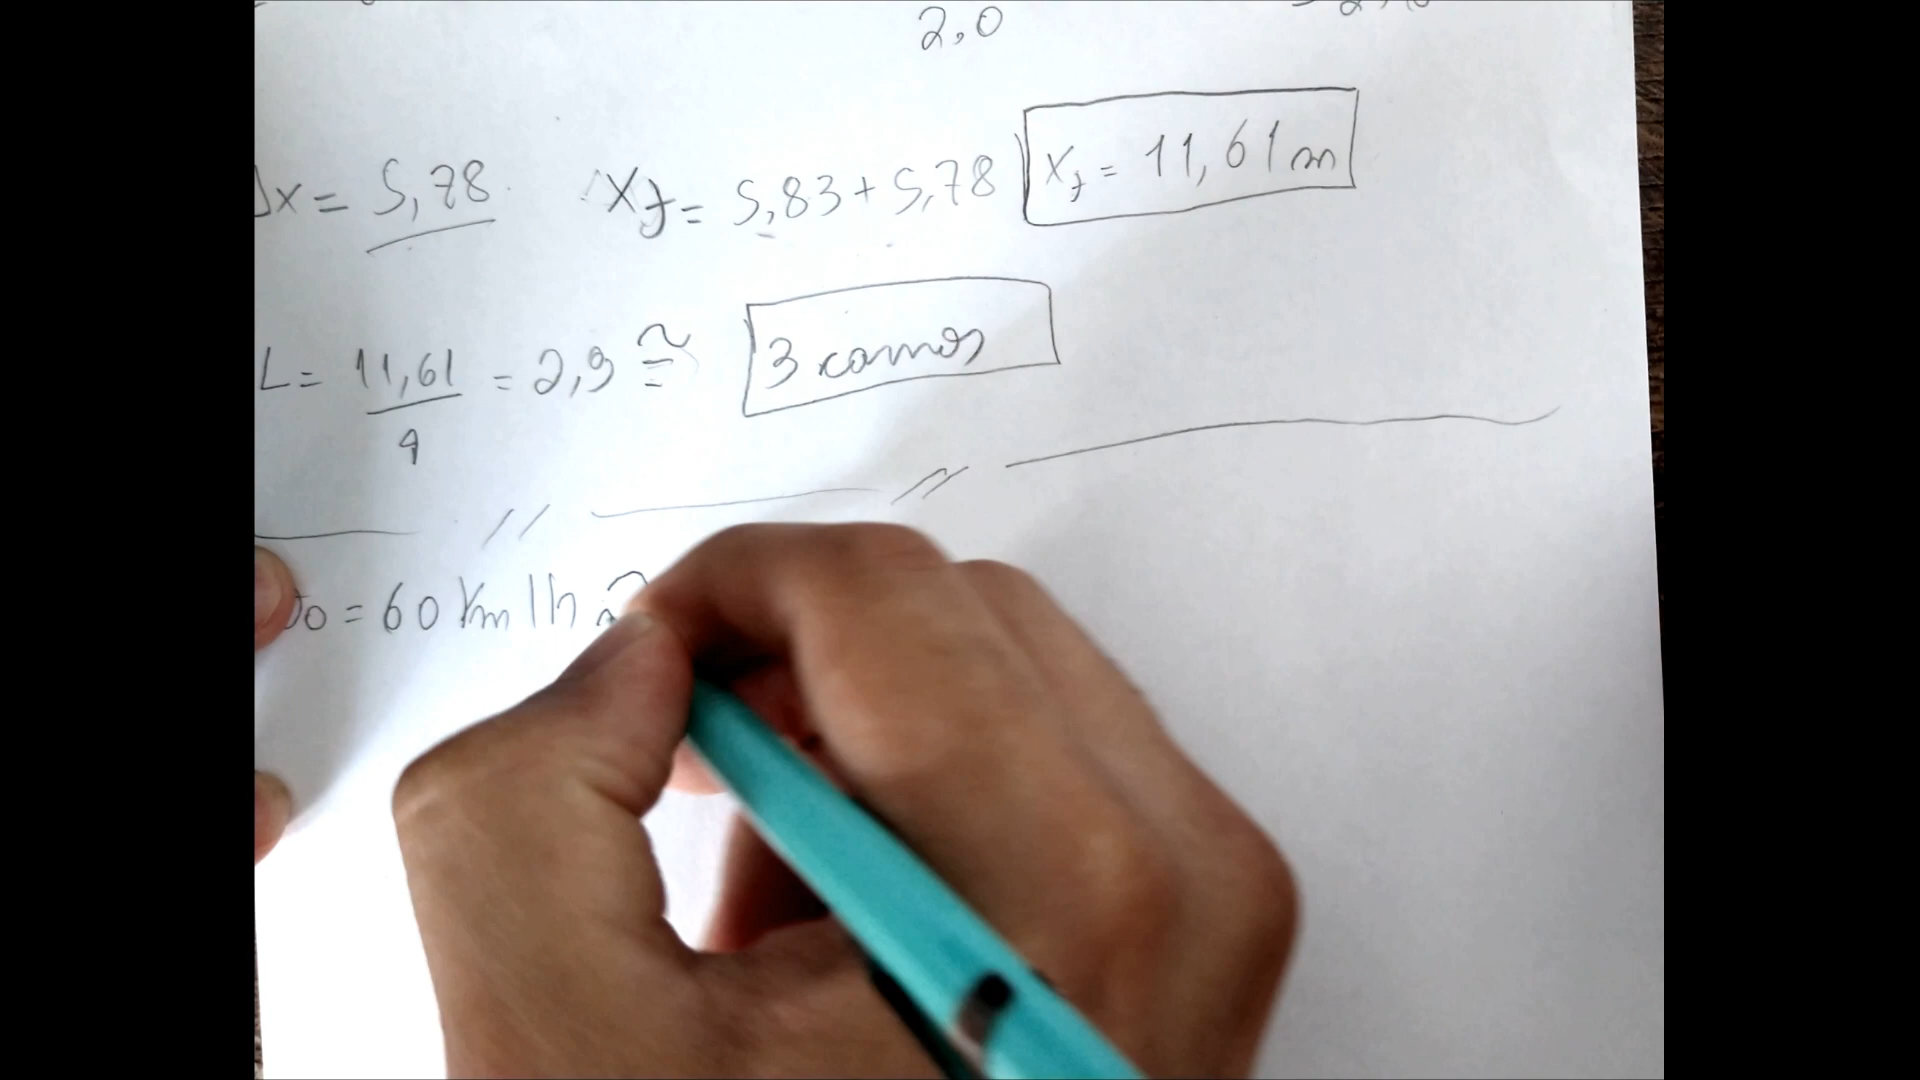 2,0
Δx = 5,78 Xf = 5,83 + 5,78 Xf = 11,61 m
L = 11,61 = 2,9 ≅ 3 carros
4
// //
v0 = 60 Km/h ≅